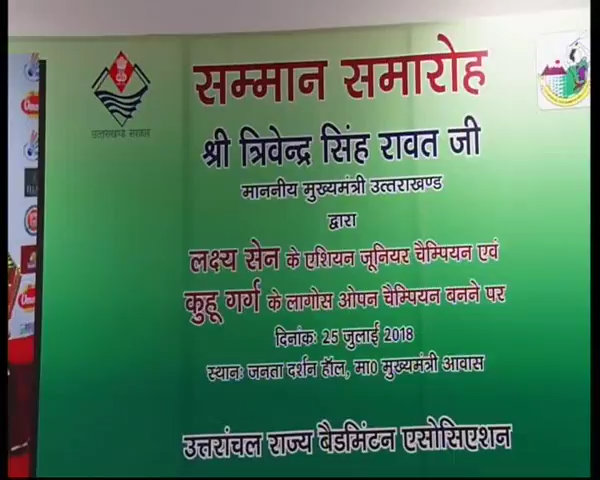 उत्तराखण्ड सरकार
सम्मान समारोह
श्री त्रिवेन्द्र सिंह रावत जी
माननीय मुख्यमंत्री उत्तराखण्ड
द्वारा
लक्ष्य सेन के एशियन जूनियर चैम्पियन एवं
कुहू गर्ग के लागोस ओपन चैम्पियन बनने पर
दिनांकः 25 जुलाई 2018
स्थानः जनता दर्शन हॉल, मा0 मुख्यमंत्री आवास
उत्तरांचल राज्य बैडमिंटन एसोसिएशन